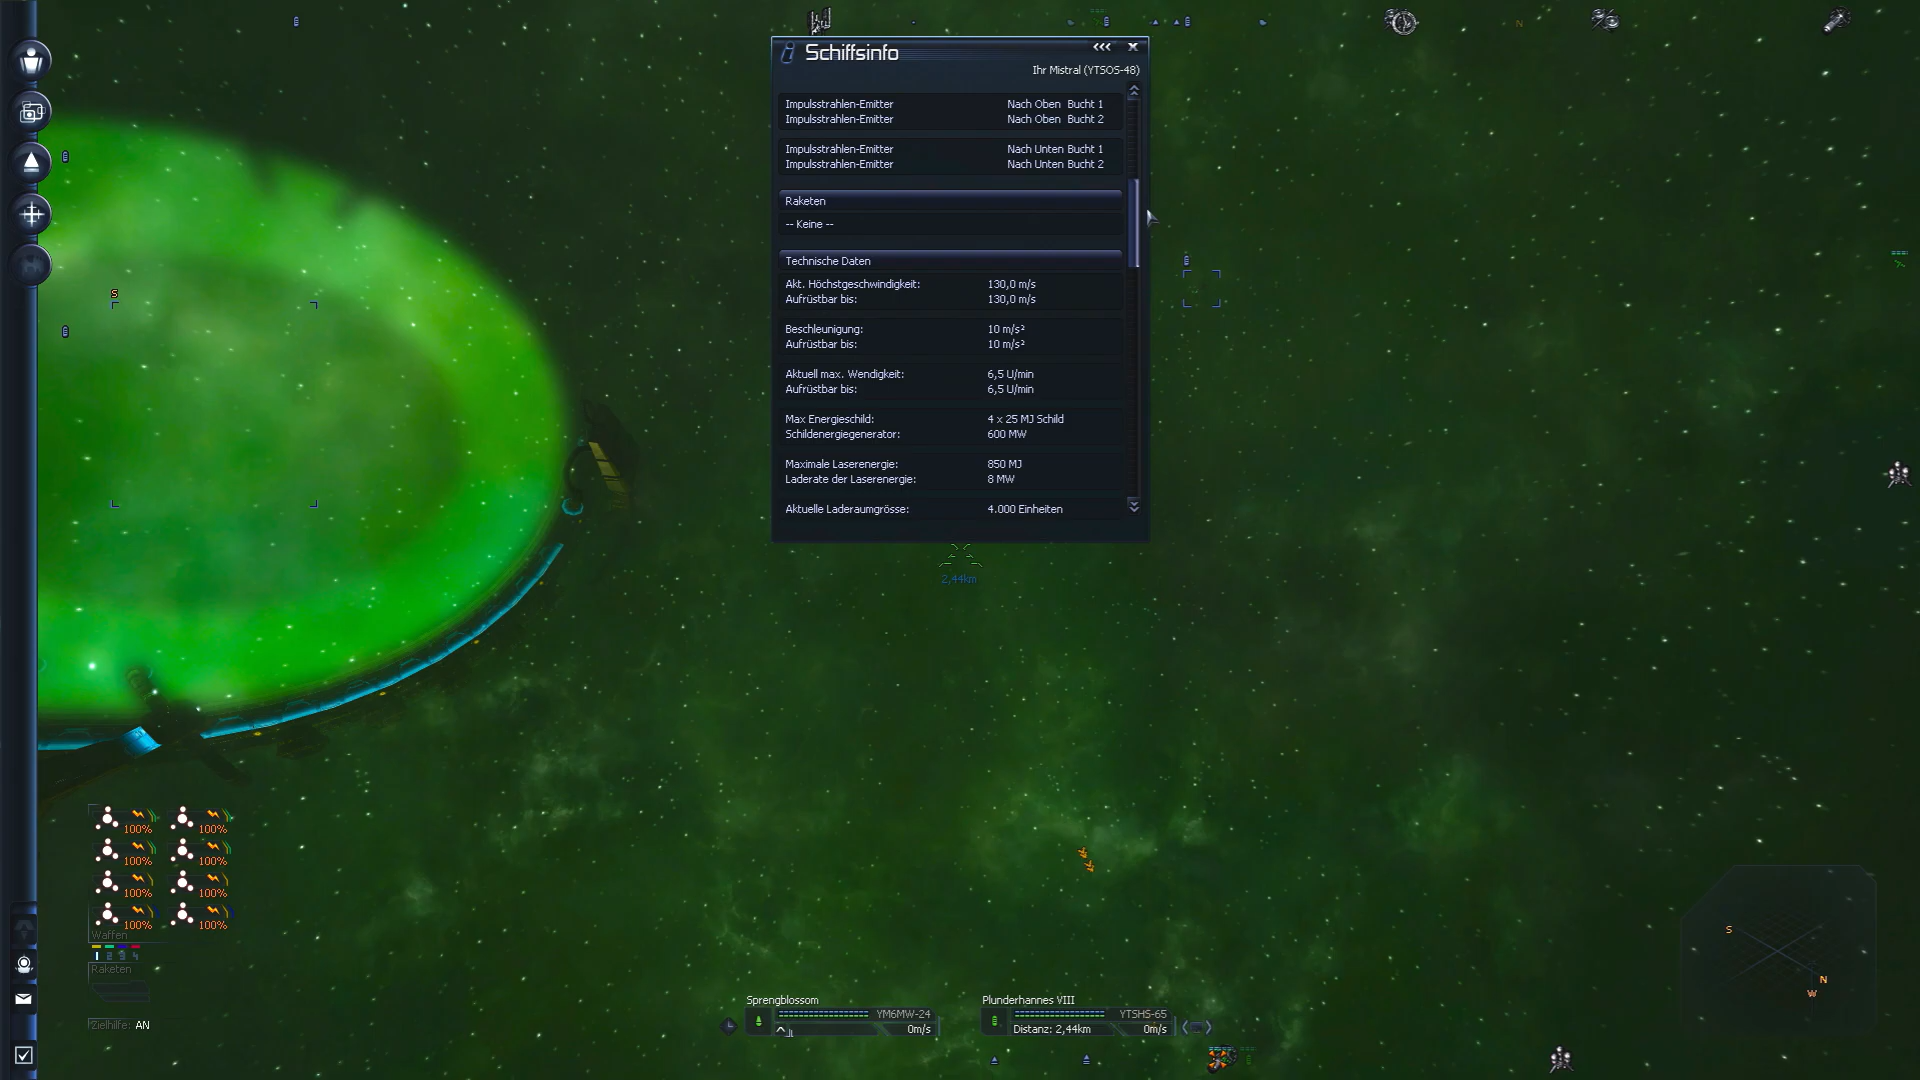 Schiffsinfo
Ihr Mistral (YTSOS-48)
Impulsstrahlen-Emitter Nach Oben Bucht 1
Impulsstrahlen-Emitter Nach Oben Bucht 2
Impulsstrahlen-Emitter Nach Unten Bucht 1
Impulsstrahlen-Emitter Nach Unten Bucht 2
Raketen
-- Keine --
Technische Daten
Akt. Höchstgeschwindigkeit: 130,0 m/s
Aufrüstbar bis: 130,0 m/s
Beschleunigung: 10 m/s²
Aufrüstbar bis: 10 m/s²
Aktuell max. Wendigkeit: 6,5 U/min
Aufrüstbar bis: 6,5 U/min
Max Energieschild: 4 x 25 MJ Schild
Schildenergiegenerator: 600 MW
Maximale Laserenergie: 850 MJ
Laderate der Laserenergie: 8 MW
Aktuelle Laderaumgrösse: 4.000 Einheiten
N
S
2,44km
100% 100%
100% 100%
100% 100%
100% 100%
Waffen
1 2 3 4
Raketen
Zielhilfe: AN
Sprengblossom
YM6MW-24
0m/s
Plunderhannes VIII
YTSHS-65
Distanz: 2,44km 0m/s
S
N
W